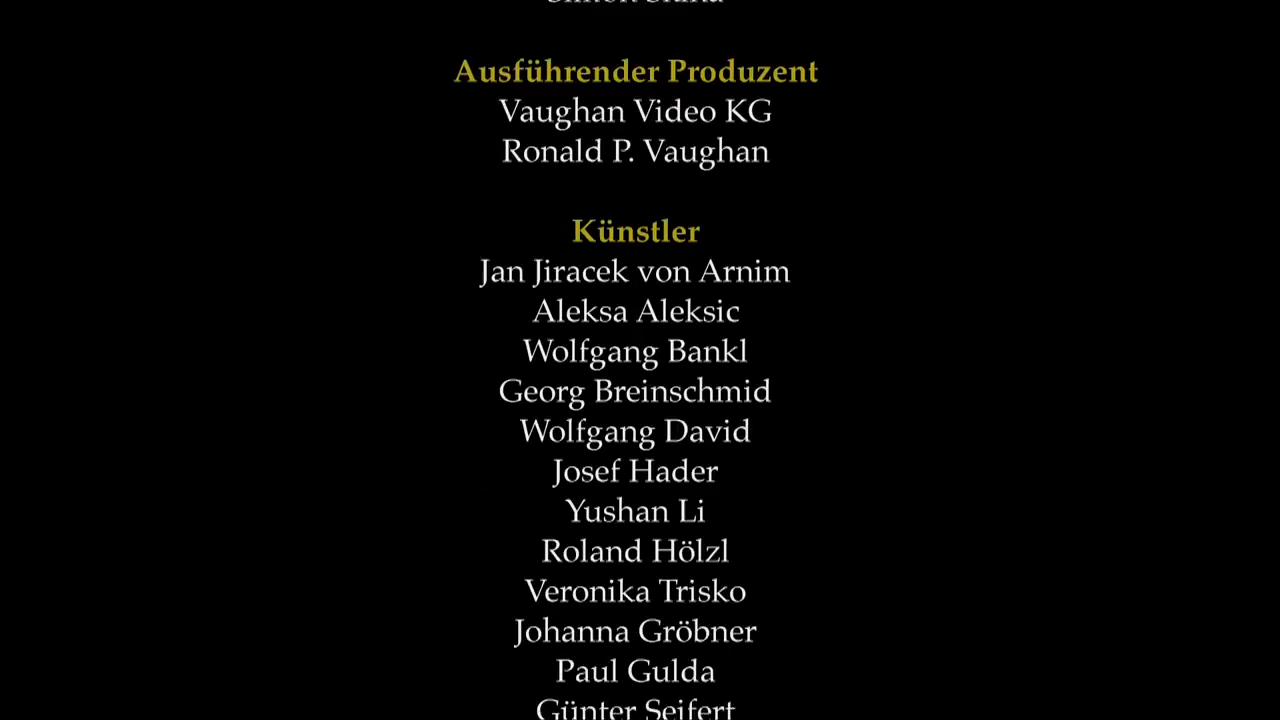 Ausführender Produzent
Vaughan Video KG
Ronald P. Vaughan
Künstler
Jan Jiracek von Arnim
Aleksa Aleksic
Wolfgang Bankl
Georg Breinschmid
Wolfgang David
Josef Hader
Yushan Li
Roland Hölzl
Veronika Trisko
Johanna Gröbner
Paul Gulda
Günter Seifert